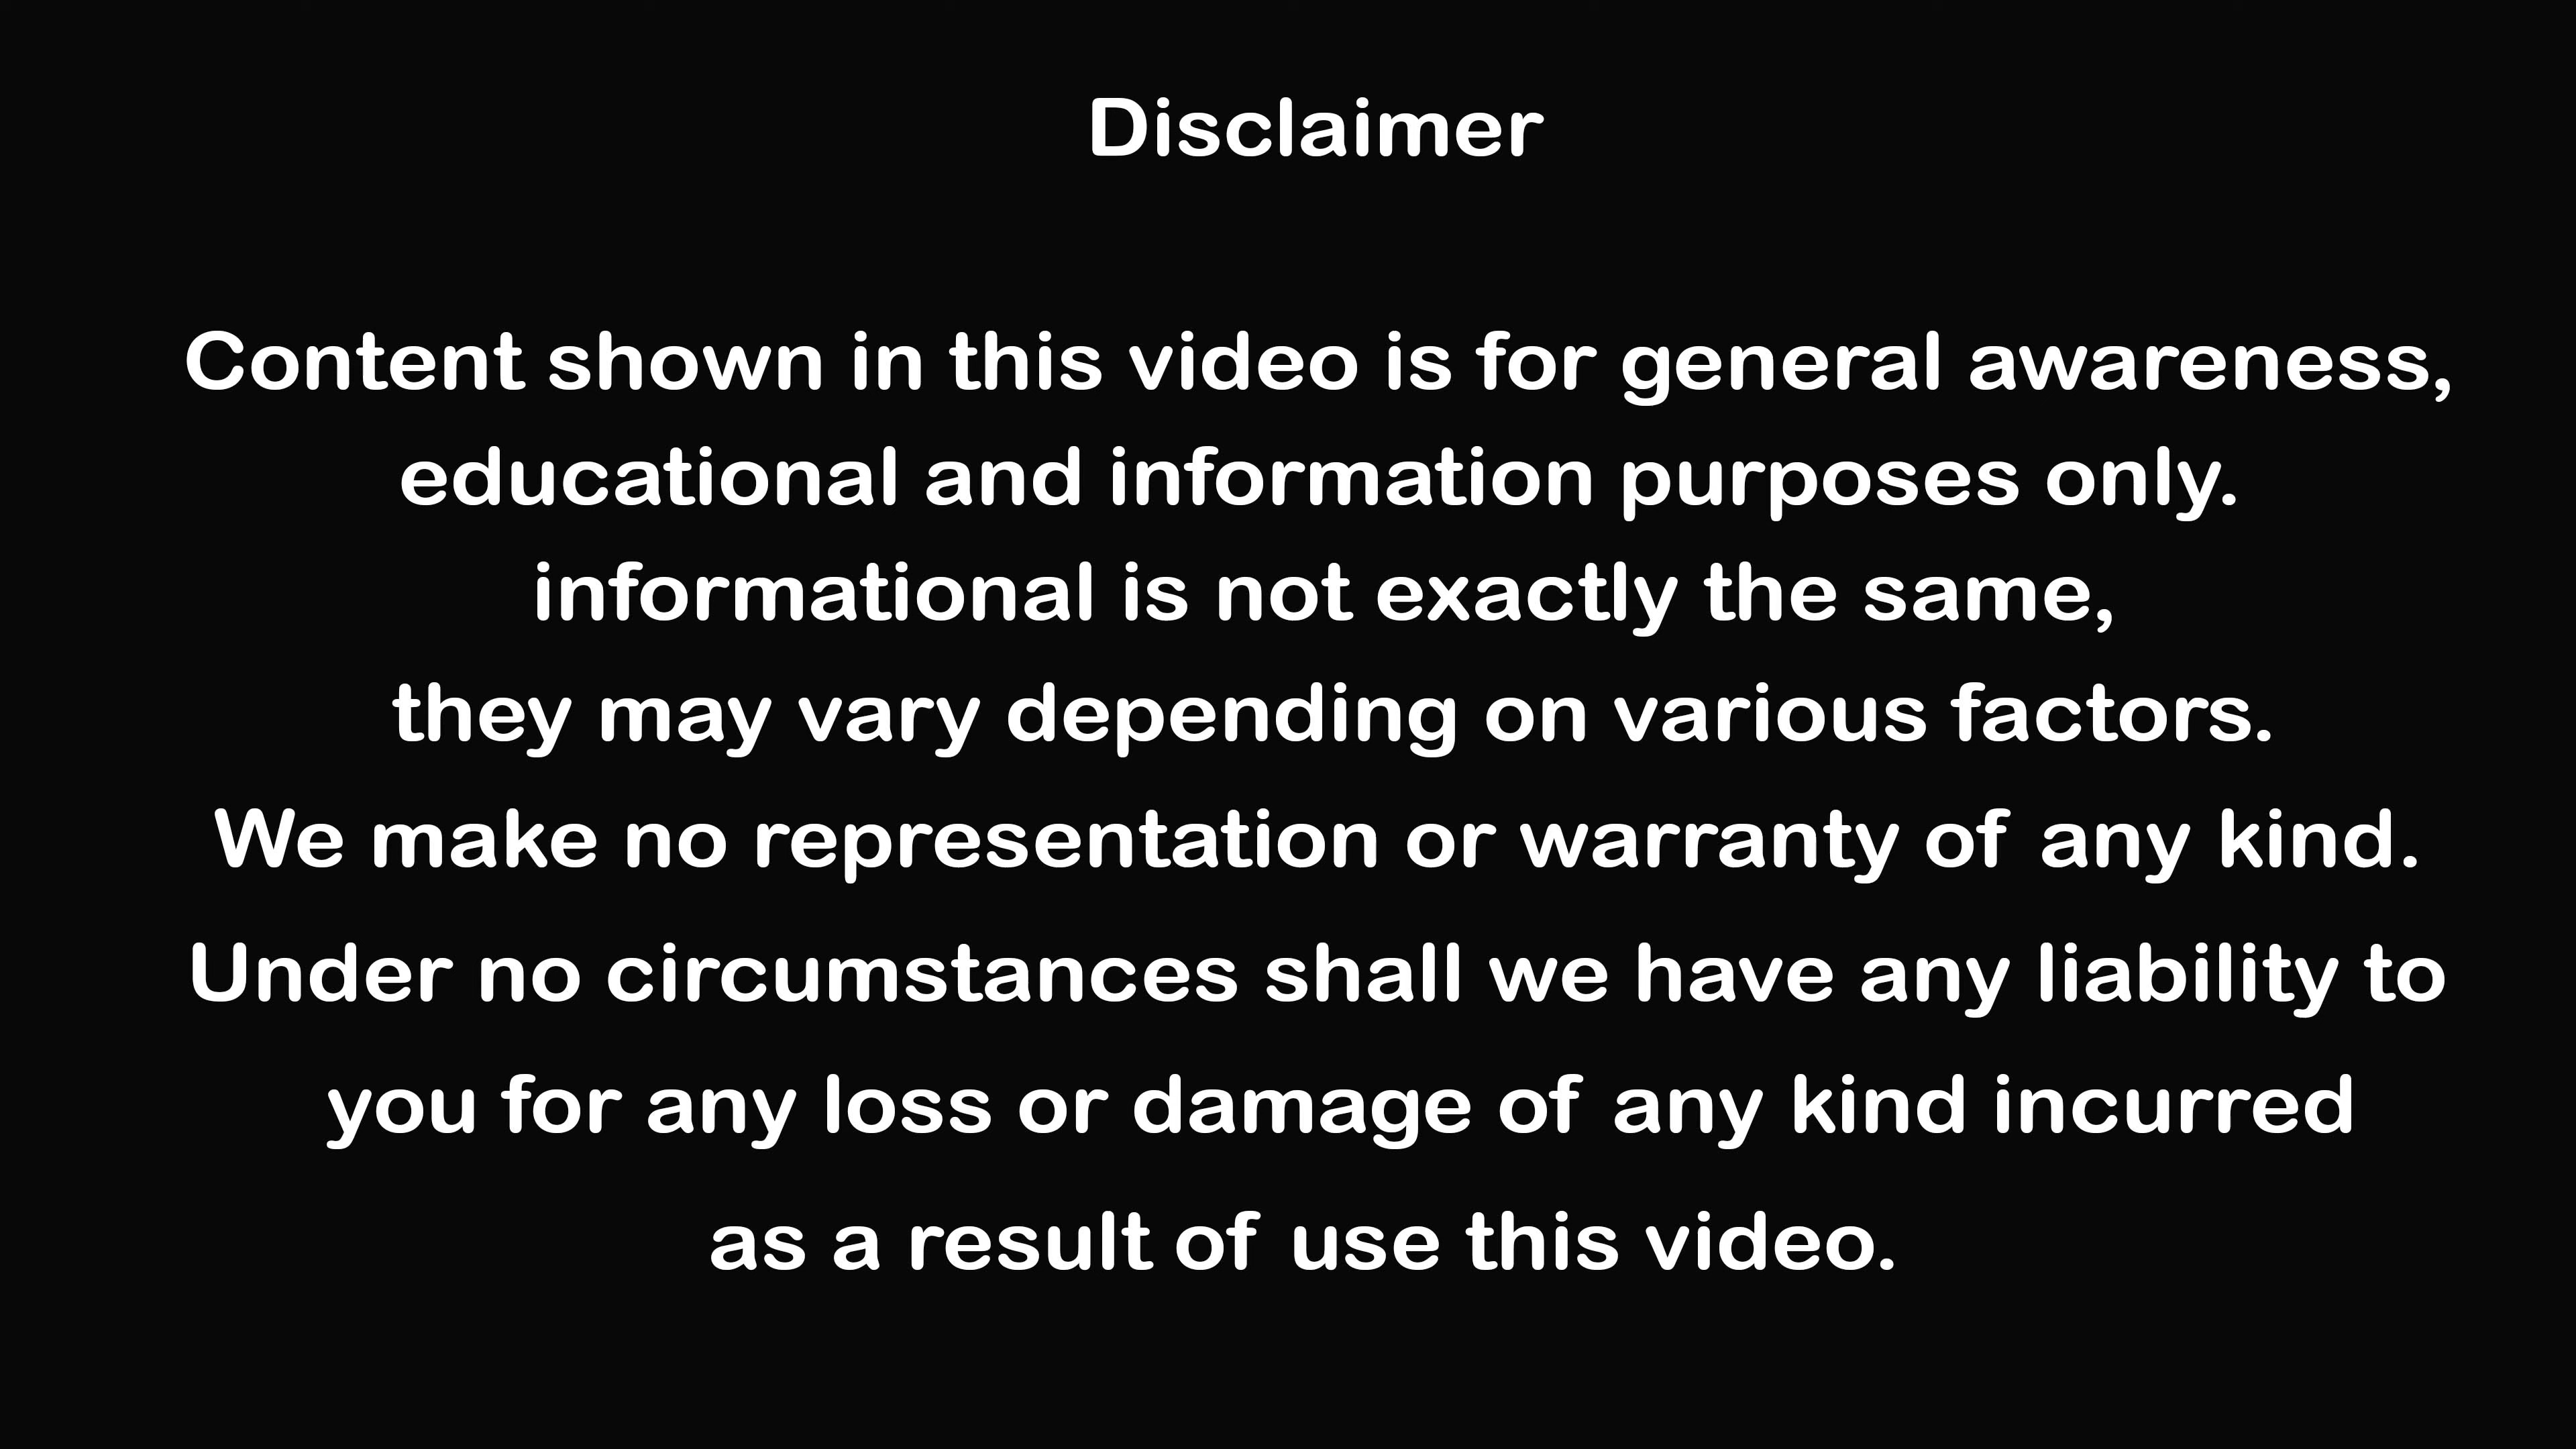 Disclaimer
Content shown in this video is for general awareness,
educational and information purposes only.
informational is not exactly the same,
they may vary depending on various factors.
We make no representation or warranty of any kind.
Under no circumstances shall we have any liability to
you for any loss or damage of any kind incurred
as a result of use this video.